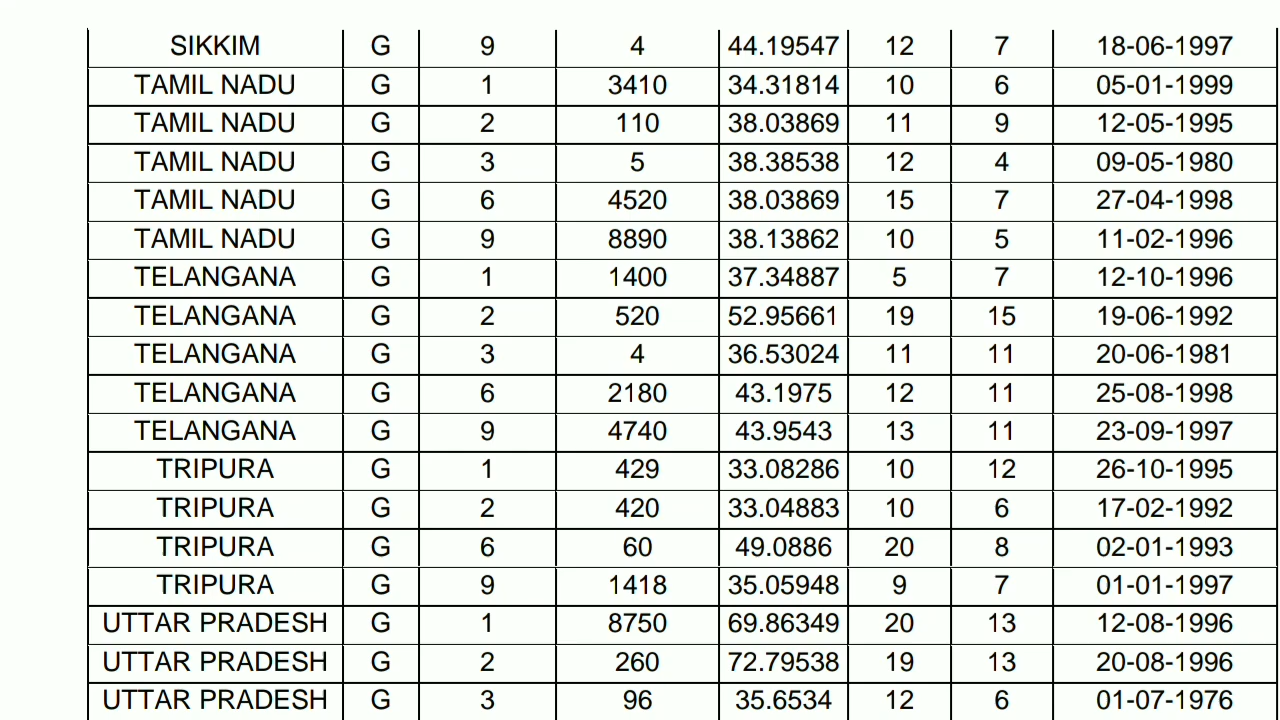 SIKKIM G 9 4 44.19547 12 7 18-06-1997
TAMIL NADU G 1 3410 34.31814 10 6 05-01-1999
TAMIL NADU G 2 110 38.03869 11 9 12-05-1995
TAMIL NADU G 3 5 38.38538 12 4 09-05-1980
TAMIL NADU G 6 4520 38.03869 15 7 27-04-1998
TAMIL NADU G 9 8890 38.13862 10 5 11-02-1996
TELANGANA G 1 1400 37.34887 5 7 12-10-1996
TELANGANA G 2 520 52.95661 19 15 19-06-1992
TELANGANA G 3 4 36.53024 11 11 20-06-1981
TELANGANA G 6 2180 43.1975 12 11 25-08-1998
TELANGANA G 9 4740 43.9543 13 11 23-09-1997
TRIPURA G 1 429 33.08286 10 12 26-10-1995
TRIPURA G 2 420 33.04883 10 6 17-02-1992
TRIPURA G 6 60 49.0886 20 8 02-01-1993
TRIPURA G 9 1418 35.05948 9 7 01-01-1997
UTTAR PRADESH G 1 8750 69.86349 20 13 12-08-1996
UTTAR PRADESH G 2 260 72.79538 19 13 20-08-1996
UTTAR PRADESH G 3 96 35.6534 12 6 01-07-1976